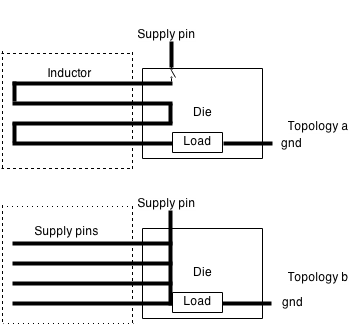 Supply pin
Inductor
Die
Load
Topology a
gnd
Supply pin
Supply pins
Die
Topology b
Load
gnd